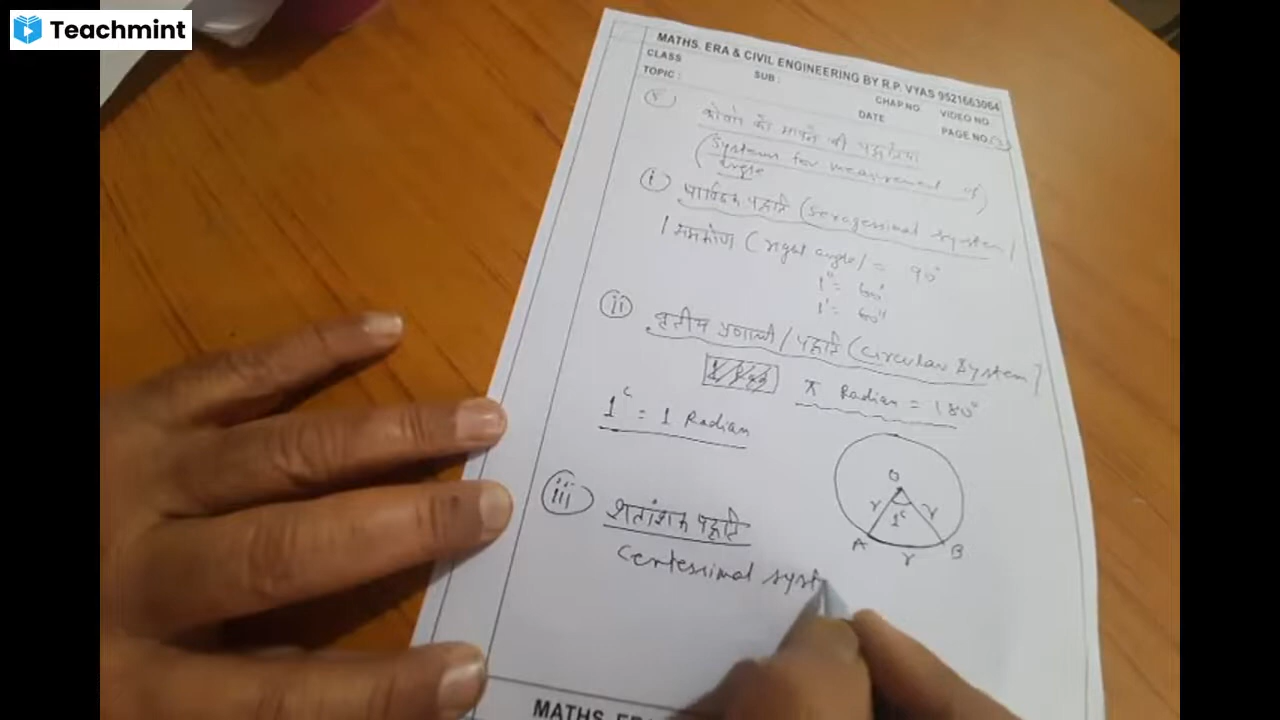 Teachmint
MATHS. ERA & CIVIL ENGINEERING BY R.P. VYAS 9521663064
CLASS SUB : CHAP.NO. VIDEO NO.
TOPIC : DATE PAGE NO. (3)
कोणों को मापने की पद्धतियां
(Systems for measurement of
angle)
(i) षाष्टिक पद्धति (Sexagesimal system)
1 समकोण (right angle) = 90°
1° = 60'
1' = 60"
(ii) वृत्तीय प्रणाली / पद्धति (Circular System)
π Radian = 180°
1ᶜ = 1 Radian
O
r r
1ᶜ
A B
r
(iii) शतांशक पद्धति
Centessimal syst
MATHS. ERA